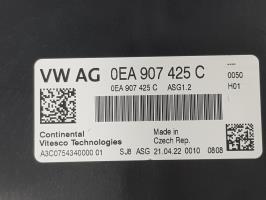 VW AG 0EA 907 425 C
0EA 907 425 C ASG1.2
0050
H01
Continental
Vitesco Technologies
A3C0754340000 01
Made in
Czech Rep.
SJ8 ASG 21.04.22 0010 0808